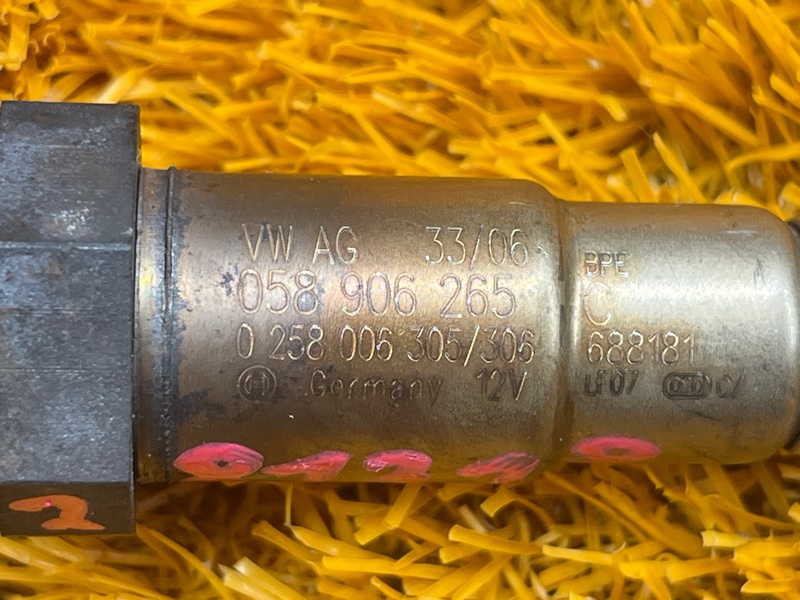 VW AG 33/06
058 906 265
0 258 006 305/306
Germany 12V
BPE
C
688181
LF07